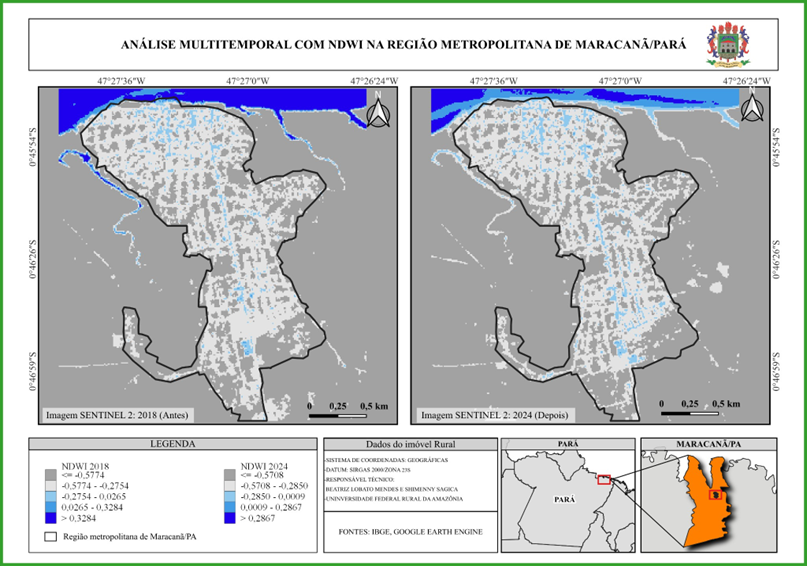 ANÁLISE MULTITEMPORAL COM NDWI NA REGIÃO METROPOLITANA DE MARACANÃ/PARÁ
47°27'36"W 47°27'0"W 47°26'24"W
47°27'36"W 47°27'0"W 47°26'24"W
0°45'54"S
0°46'26"S
0°46'59"S
0°45'54"S
0°46'26"S
0°46'59"S
N
N
Imagem SENTINEL 2: 2018 (Antes)
0 0,25 0,5 km
Imagem SENTINEL 2: 2024 (Depois)
0 0,25 0,5 km
LEGENDA
NDWI 2018
<= -0,5774
-0,5774 - -0,2754
-0,2754 - 0,0265
0,0265 - 0,3284
> 0,3284
NDWI 2024
<= -0,5708
-0,5708 - -0,2850
-0,2850 - 0,0009
0,0009 - 0,2867
> 0,2867
Região metropolitana de Maracanã/PA
Dados do imóvel Rural
-SISTEMA DE COORDENADAS: GEOGRÁFICAS
-DATUM: SIRGAS 2000/ZONA 23S
-RESPONSÁVEL TÉCNICO:
BEATRIZ LOBATO MENDES E SHIMENNY SAGICA
-UNINVERSIDADE FEDERAL RURAL DA AMAZÔNIA
FONTES: IBGE, GOOGLE EARTH ENGINE
PARÁ
PARÁ
MARACANÃ/PA